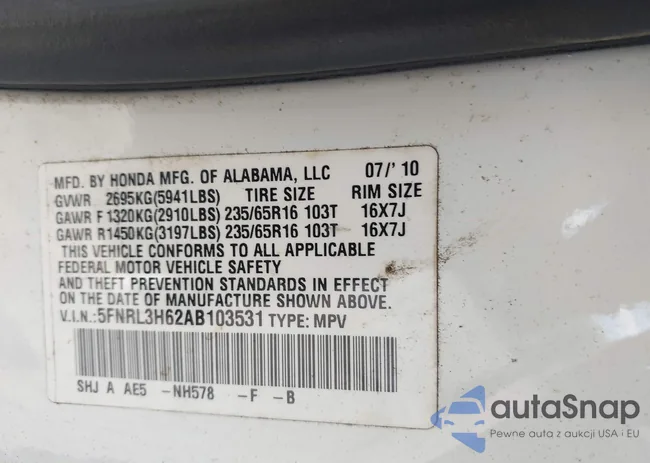 MFD. BY HONDA MFG. OF ALABAMA, LLC 07/' 10
GVWR 2695KG(5941LBS) TIRE SIZE RIM SIZE
GAWR F 1320KG(2910LBS) 235/65R16 103T 16X7J
GAWR R1450KG(3197LBS) 235/65R16 103T 16X7J
THIS VEHICLE CONFORMS TO ALL APPLICABLE
FEDERAL MOTOR VEHICLE SAFETY
AND THEFT PREVENTION STANDARDS IN EFFECT
ON THE DATE OF MANUFACTURE SHOWN ABOVE.
V.I.N.: 5FNRL3H62AB103531 TYPE: MPV
SHJ A AE5 -NH578 -F -B
autaSnap
Pewne auta z aukcji USA i EU